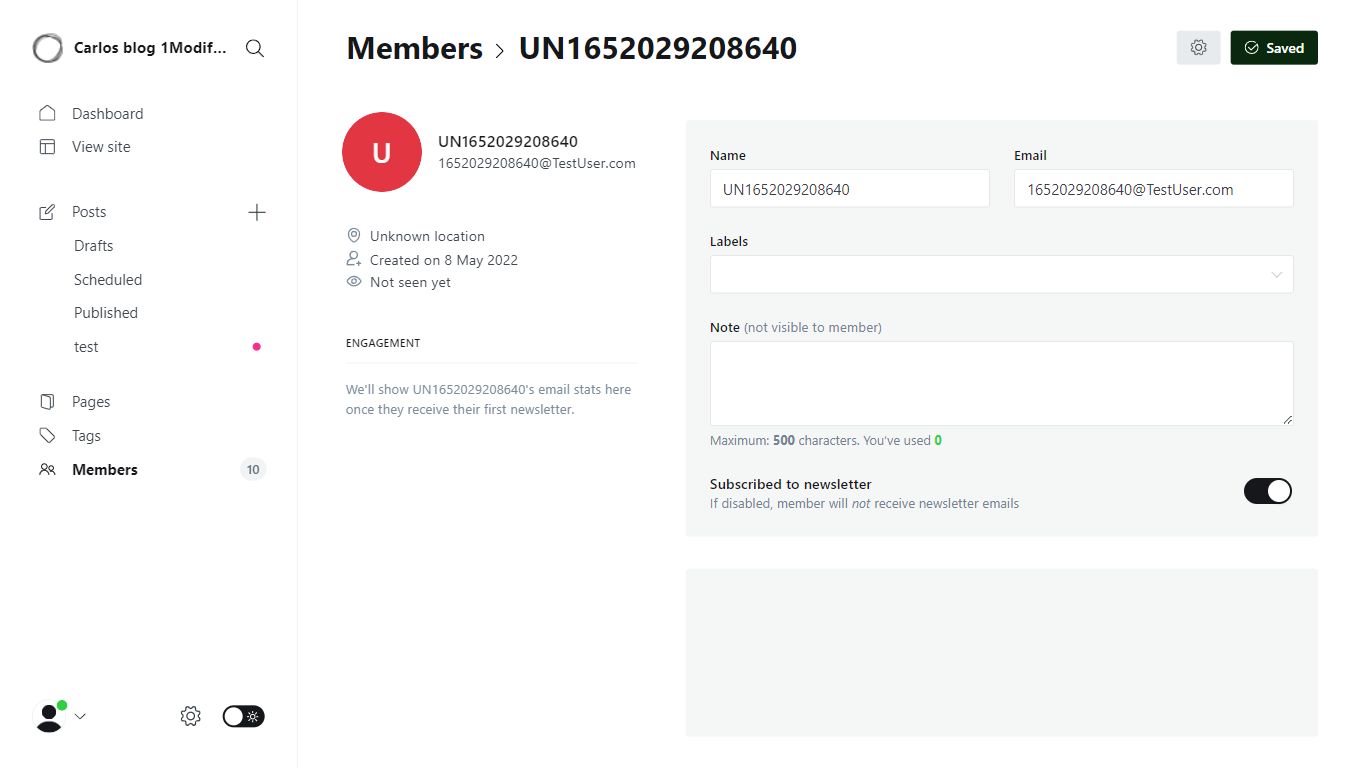 Carlos blog 1Modif...
Dashboard
View site
Posts
Drafts
Scheduled
Published
test
Pages
Tags
Members 10
Members > UN1652029208640
Saved
U
UN1652029208640
1652029208640@TestUser.com
Unknown location
Created on 8 May 2022
Not seen yet
ENGAGEMENT
We'll show UN1652029208640's email stats here
once they receive their first newsletter.
Name
UN1652029208640
Email
1652029208640@TestUser.com
Labels
Note (not visible to member)
Maximum: 500 characters. You've used 0
Subscribed to newsletter
If disabled, member will not receive newsletter emails